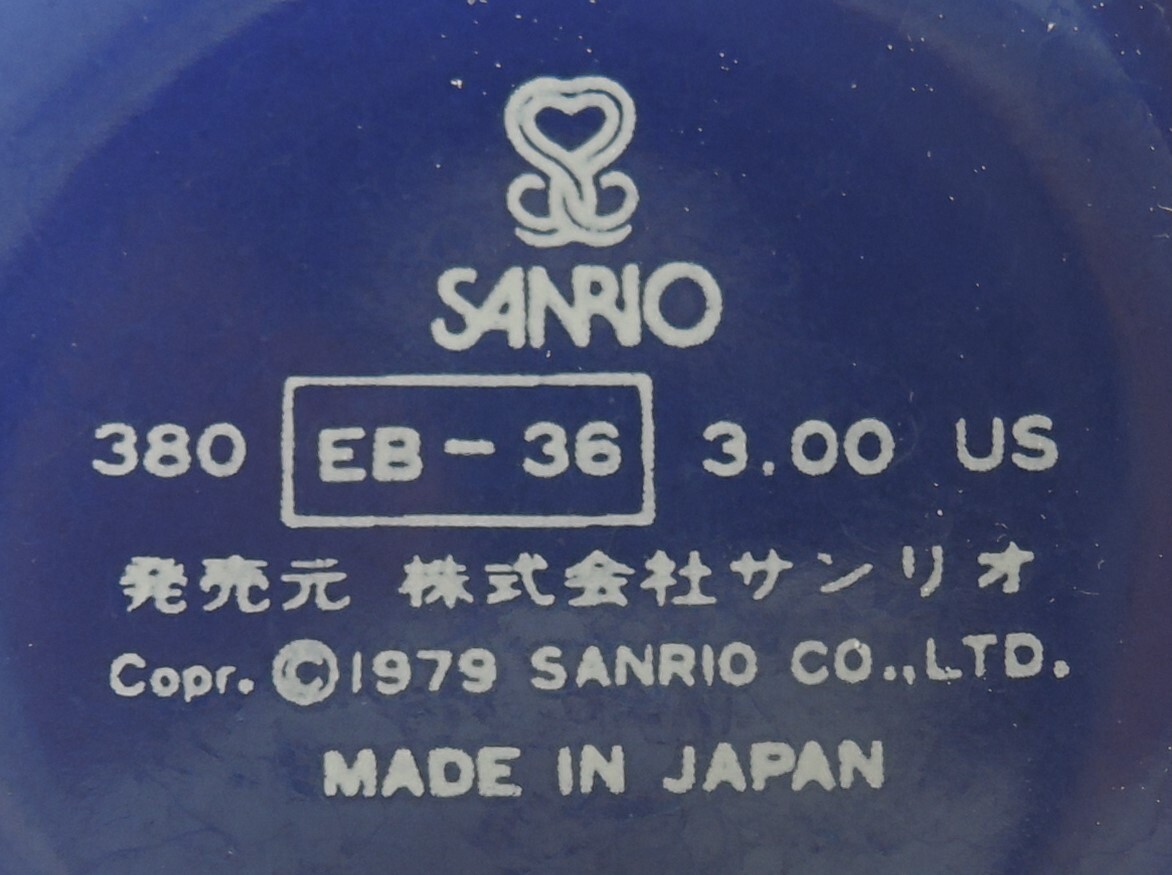 SANRIO
380 EB-36 3.00 US
発売元 株式会社サンリオ
Copr. ©1979 SANRIO CO.,LTD.
MADE IN JAPAN